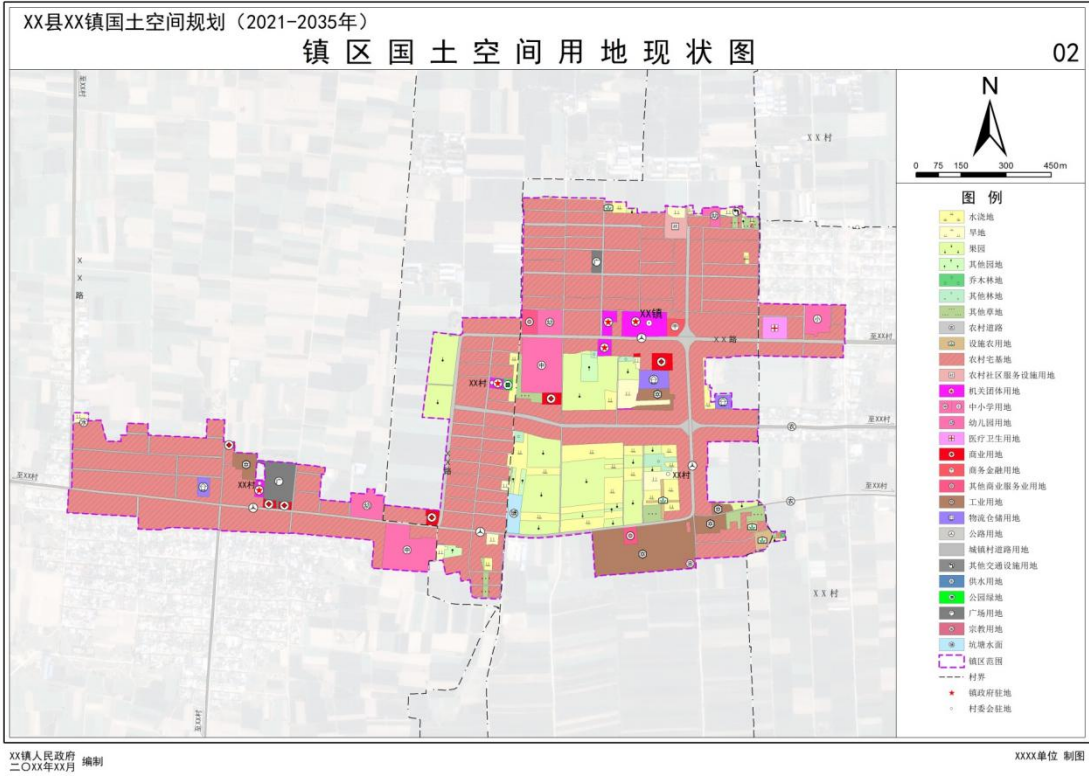 XX县XX镇国土空间规划（2021-2035年）
镇区国土空间用地现状图
02
N
0 75 150 300 450m
图 例
水浇地
旱地
果园
其他园地
乔木林地
其他林地
其他草地
农村道路
设施农用地
农村宅基地
农村社区服务设施用地
机关团体用地
中小学用地
幼儿园用地
医疗卫生用地
商业用地
商务金融用地
其他商业服务业用地
工业用地
物流仓储用地
公路用地
城镇村道路用地
其他交通设施用地
供水用地
公园绿地
广场用地
宗教用地
坑塘水面
镇区范围
村界
镇政府驻地
村委会驻地
至XX村
XX村
XX路
XX镇
XX路
至XX村
XX村
至XX村
至XX村
XX村
XX路
XX村
至XX村
XX村
至XX村
XX镇人民政府 编制
二〇XX年XX月
XXXX单位 制图